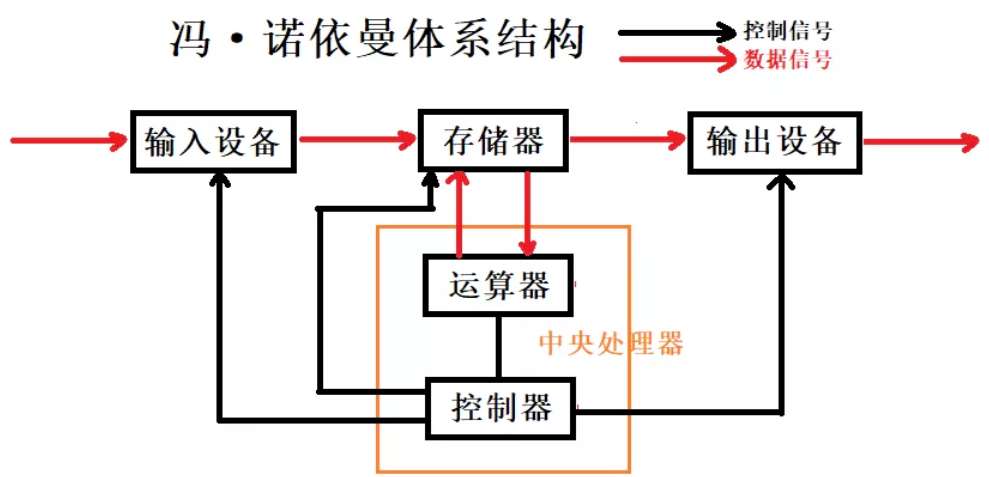 冯·诺依曼体系结构
控制信号
数据信号
输入设备
存储器
输出设备
运算器
中央处理器
控制器